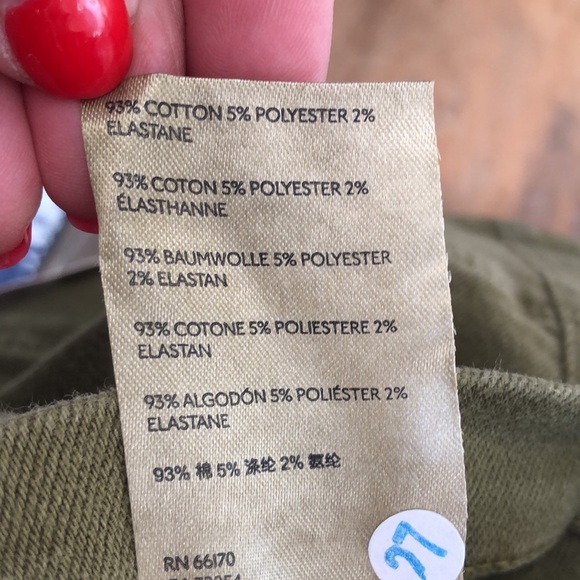 93% COTTON 5% POLYESTER 2%
ELASTANE
93% COTON 5% POLYESTER 2%
ÉLASTHANNE
93% BAUMWOLLE 5% POLYESTER
2% ELASTAN
93% COTONE 5% POLIESTERE 2%
ELASTAN
93% ALGODÓN 5% POLIÉSTER 2%
ELASTANE
93% 棉 5% 涤纶 2% 氨纶
RN 66170
27